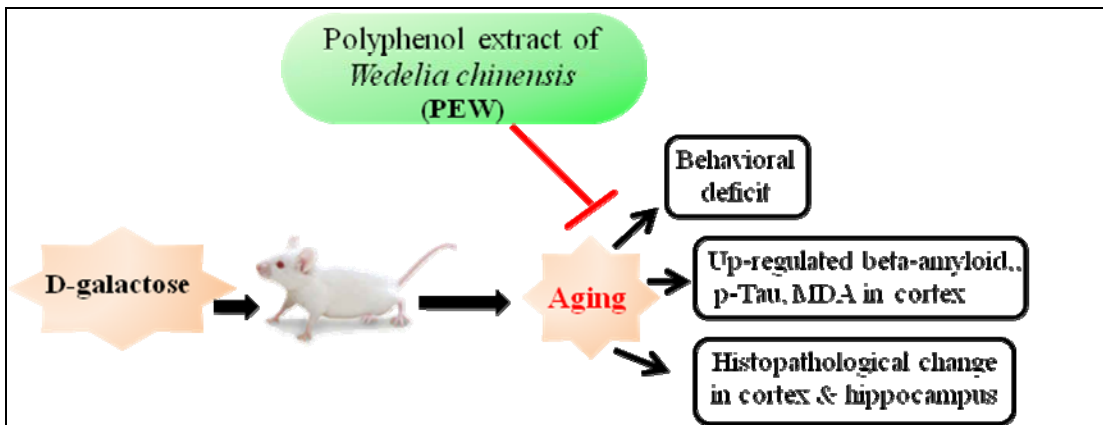 Polyphenol extract of
Wedelia chinensis
(PEW)
Behavioral
deficit
D-galactose
Aging
Up-regulated beta-amyloid..
p-Tau, MDA in cortex
Histopathological change
in cortex & hippocampus